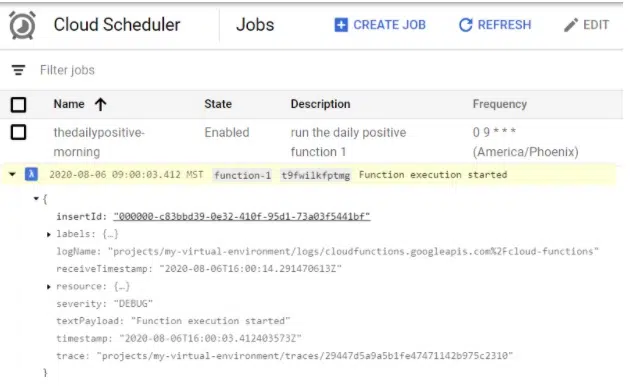 Cloud Scheduler Jobs CREATE JOB REFRESH EDIT
Filter jobs
Name State Description Frequency
thedailypositive- Enabled run the daily positive 0 9 * * *
morning function 1 (America/Phoenix)
λ 2020-08-06 09:00:03.412 MST function-1 t9fwilkfptmg Function execution started
{
insertId: "000000-c83bbd39-0e32-410f-95d1-73a03f5441bf"
labels: {…}
logName: "projects/my-virtual-environment/logs/cloudfunctions.googleapis.com%2Fcloud-functions"
receiveTimestamp: "2020-08-06T16:00:14.291470613Z"
resource: {…}
severity: "DEBUG"
textPayload: "Function execution started"
timestamp: "2020-08-06T16:00:03.412403573Z"
trace: "projects/my-virtual-environment/traces/29447d5a9a5b1fe47471142b975c2310"
}